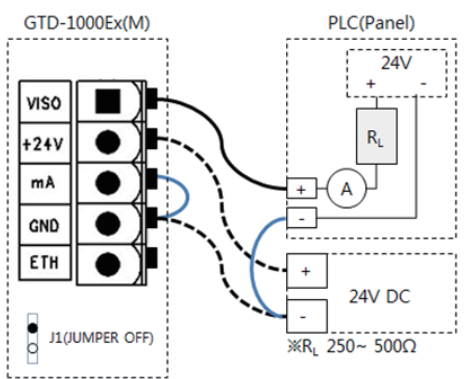 GTD-1000Ex(M)
VISO
+24V
mA
GND
ETH
J1(JUMPER OFF)
PLC(Panel)
24V
+ -
RL
A
+
-
+
24V DC
-
※RL 250~ 500Ω